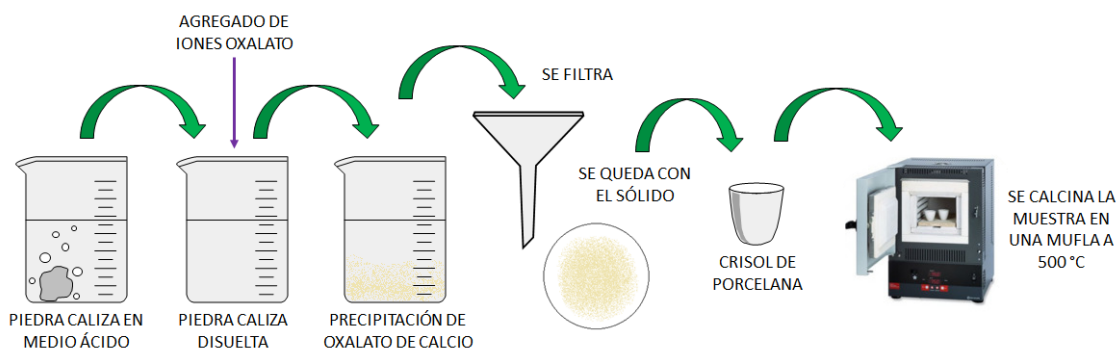 AGREGADO DE
IONES OXALATO
SE FILTRA
SE QUEDA CON
EL SÓLIDO
SE CALCINA LA
MUESTRA EN
UNA MUFLA A
500 °C
CRISOL DE
PORCELANA
PIEDRA CALIZA EN
MEDIO ÁCIDO
PIEDRA CALIZA
DISUELTA
PRECIPITACIÓN DE
OXALATO DE CALCIO